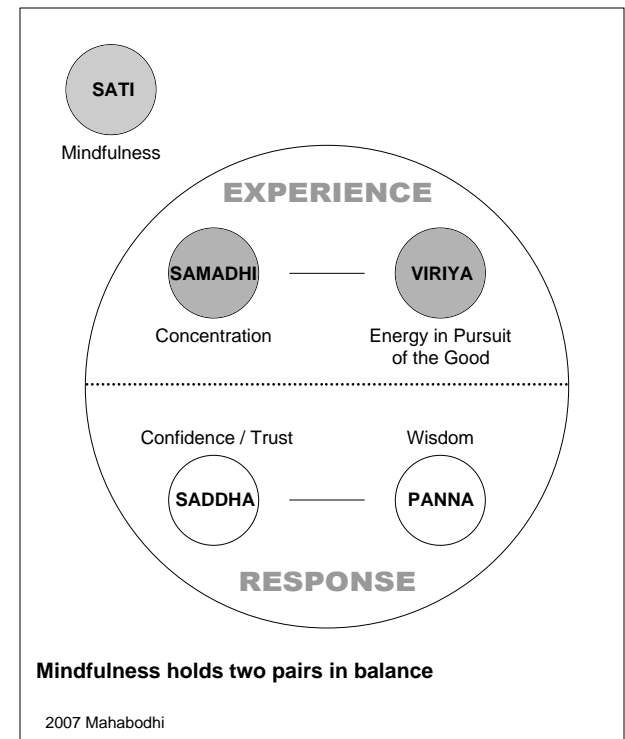 SATI
Mindfulness
EXPERIENCE
SAMADHI
VIRIYA
Concentration
Energy in Pursuit
of the Good
Confidence / Trust
Wisdom
SADDHA
PANNA
RESPONSE
Mindfulness holds two pairs in balance
2007 Mahabodhi